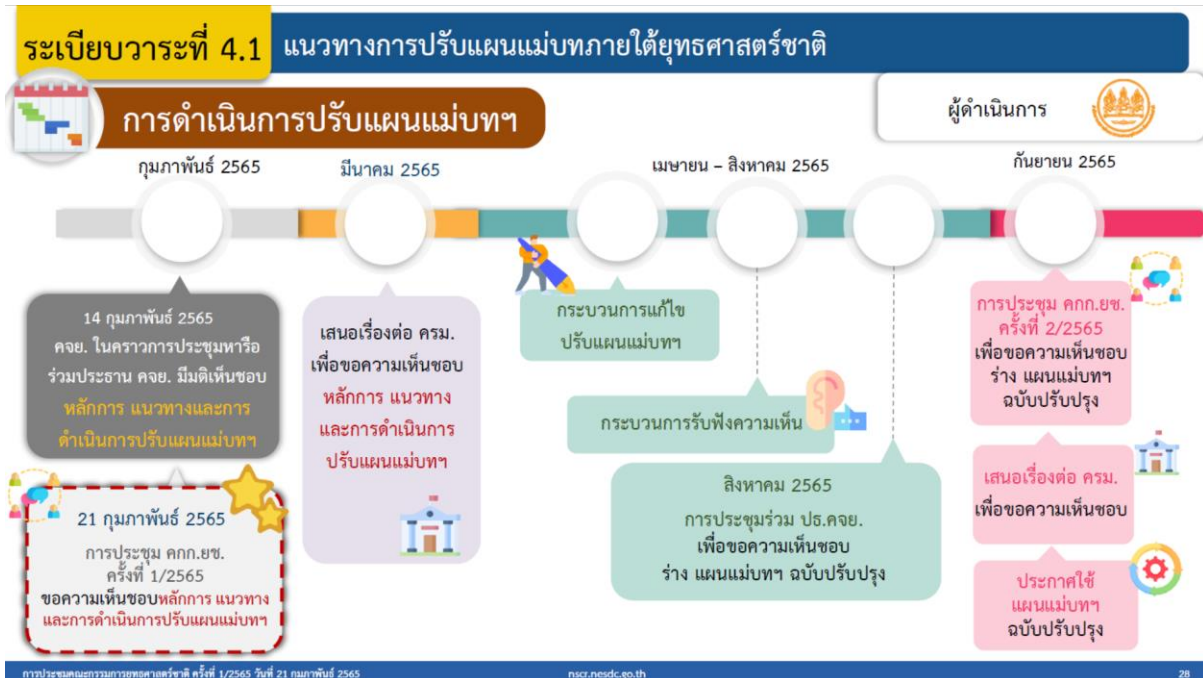 ระเบียบวาระที่ 4.1
แนวทางการปรับแผนแม่บทภายใต้ยุทธศาสตร์ชาติ
การดำเนินการปรับแผนแม่บทฯ
ผู้ดำเนินการ
กุมภาพันธ์ 2565
มีนาคม 2565
เมษายน – สิงหาคม 2565
กันยายน 2565
14 กุมภาพันธ์ 2565
คจย. ในคราวการประชุมหารือ
ร่วมประธาน คจย. มีมติเห็นชอบ
หลักการ แนวทางและการ
ดำเนินการปรับแผนแม่บทฯ
21 กุมภาพันธ์ 2565
การประชุม คกก.ยช.
ครั้งที่ 1/2565
ขอความเห็นชอบหลักการ แนวทาง
และการดำเนินการปรับแผนแม่บทฯ
เสนอเรื่องต่อ ครม.
เพื่อขอความเห็นชอบ
หลักการ แนวทาง
และการดำเนินการ
ปรับแผนแม่บทฯ
กระบวนการแก้ไข
ปรับแผนแม่บทฯ
กระบวนการรับฟังความเห็น
สิงหาคม 2565
การประชุมร่วม ปธ.คจย.
เพื่อขอความเห็นชอบ
ร่าง แผนแม่บทฯ ฉบับปรับปรุง
การประชุม คกก.ยช.
ครั้งที่ 2/2565
เพื่อขอความเห็นชอบ
ร่าง แผนแม่บทฯ
ฉบับปรับปรุง
เสนอเรื่องต่อ ครม.
เพื่อขอความเห็นชอบ
ประกาศใช้
แผนแม่บทฯ
ฉบับปรับปรุง
การประชุมคณะกรรมการยุทธศาสตร์ชาติ ครั้งที่ 1/2565 วันที่ 21 กุมภาพันธ์ 2565
nscr.nesdc.go.th
28